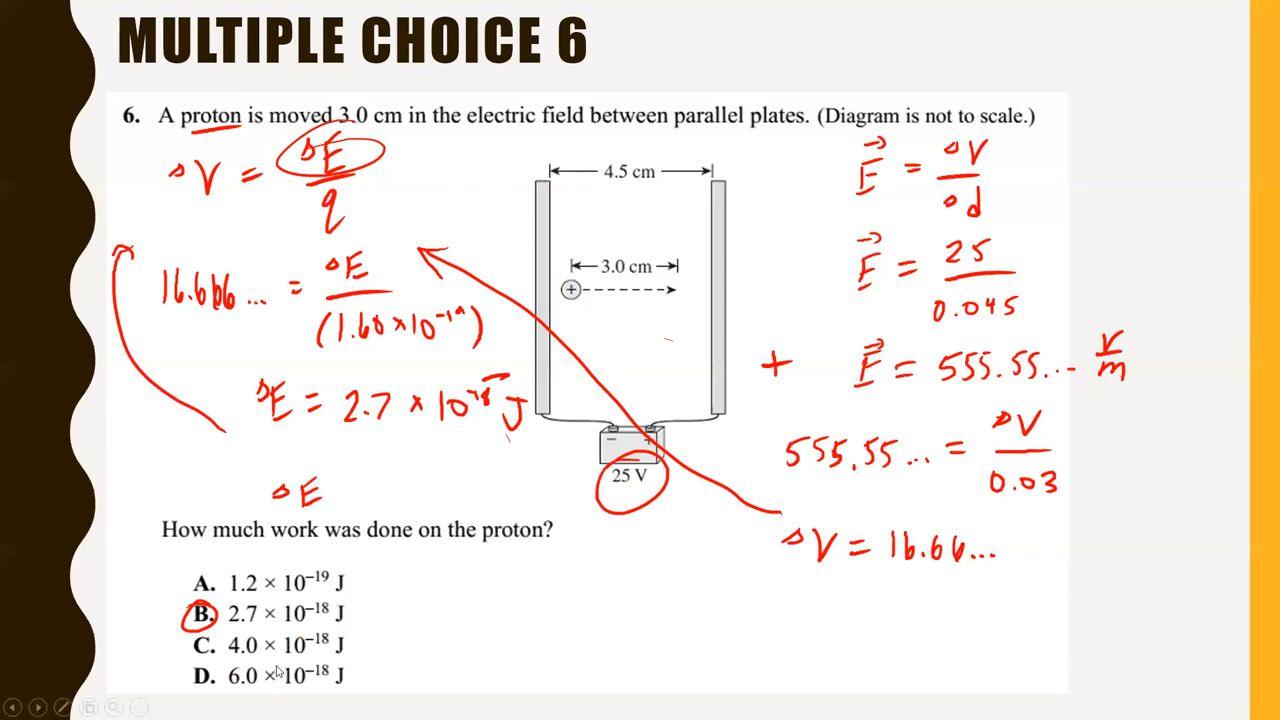 MULTIPLE CHOICE 6
6. A proton is moved 3.0 cm in the electric field between parallel plates. (Diagram is not to scale.)
ΔV = ΔE / q
16.666... = ΔE / (1.60 × 10⁻¹⁹)
ΔE = 2.7 × 10⁻¹⁸ J
ΔE
4.5 cm
3.0 cm
+
− +
25 V
E⃗ = ΔV / Δd
E⃗ = 25 / 0.045
+ E⃗ = 555.55... V/m
555.55... = ΔV / 0.03
ΔV = 16.66...
How much work was done on the proton?
A. 1.2 × 10⁻¹⁹ J
B. 2.7 × 10⁻¹⁸ J
C. 4.0 × 10⁻¹⁸ J
D. 6.0 × 10⁻¹⁸ J